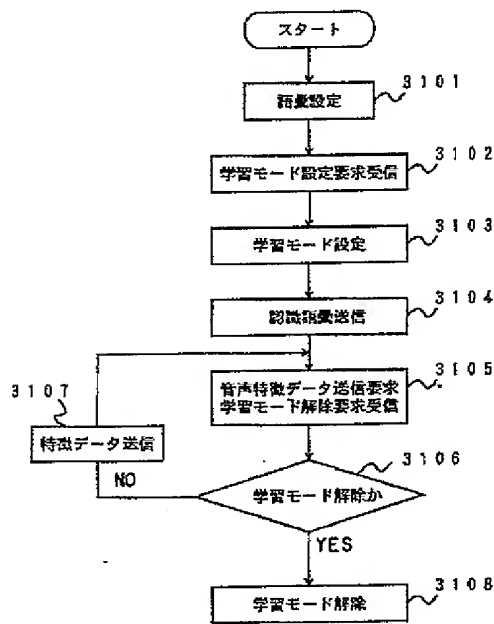 スタート
3101
語彙設定
3102
学習モード設定要求受信
3103
学習モード設定
3104
認識語彙送信
3105
音声特徴データ送信要求
学習モード解除要求受信
3107
特徴データ送信
3106
学習モード解除か
NO
YES
3108
学習モード解除